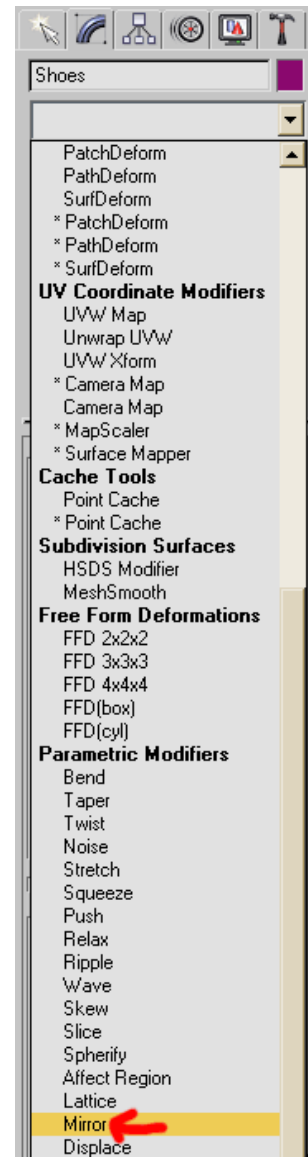 Shoes
PatchDeform
PathDeform
SurfDeform
* PatchDeform
* PathDeform
* SurfDeform
UV Coordinate Modifiers
UVW Map
Unwrap UVW
UVW Xform
* Camera Map
Camera Map
* MapScaler
* Surface Mapper
Cache Tools
Point Cache
* Point Cache
Subdivision Surfaces
HSDS Modifier
MeshSmooth
Free Form Deformations
FFD 2x2x2
FFD 3x3x3
FFD 4x4x4
FFD(box)
FFD(cyl)
Parametric Modifiers
Bend
Taper
Twist
Noise
Stretch
Squeeze
Push
Relax
Ripple
Wave
Skew
Slice
Spherify
Affect Region
Lattice
Mirror
Displace